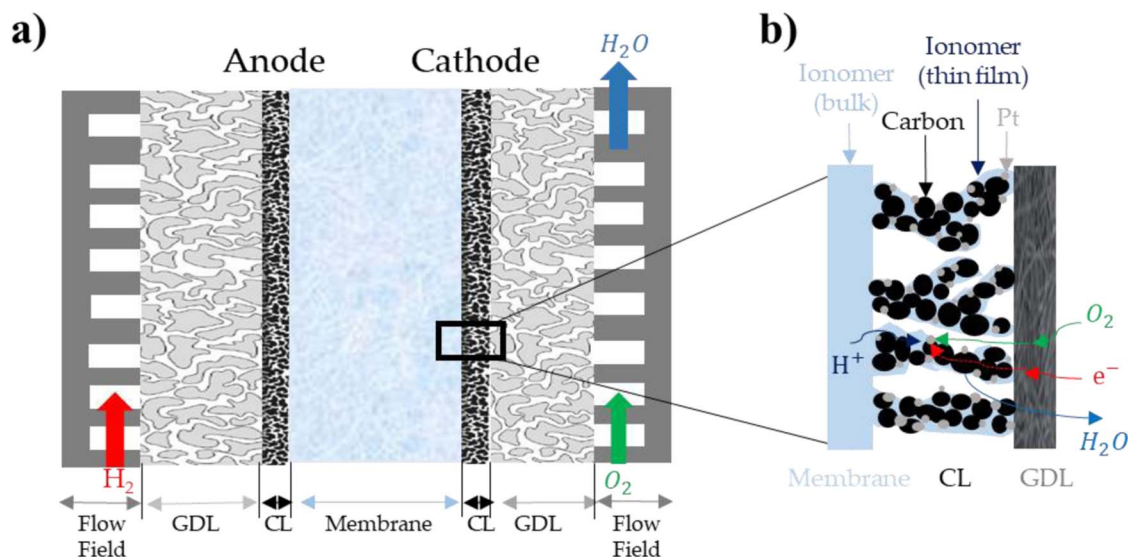 a)
Anode
Cathode
H₂O
H₂
O₂
Flow
Field
GDL
CL
Membrane
CL
GDL
Flow
Field
b)
Ionomer
(bulk)
Ionomer
(thin film)
Carbon
Pt
H⁺
O₂
e⁻
H₂O
Membrane
CL
GDL